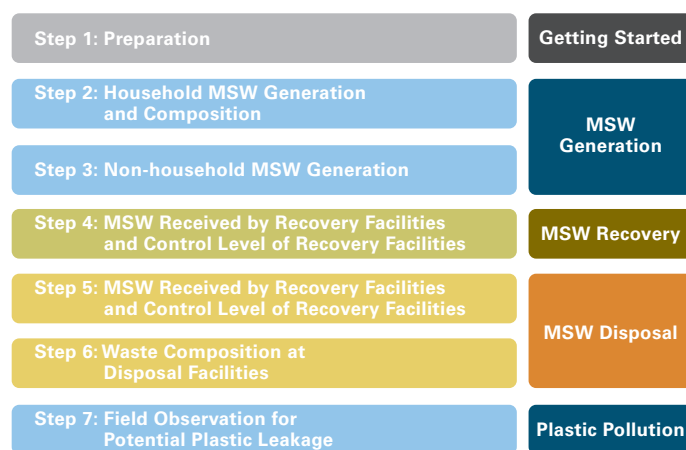 Step 1: Preparation
Getting Started
Step 2: Household MSW Generation
and Composition
MSW
Generation
Step 3: Non-household MSW Generation
Step 4: MSW Received by Recovery Facilities
and Control Level of Recovery Facilities
MSW Recovery
Step 5: MSW Received by Recovery Facilities
and Control Level of Recovery Facilities
MSW Disposal
Step 6: Waste Composition at
Disposal Facilities
Step 7: Field Observation for
Potential Plastic Leakage
Plastic Pollution